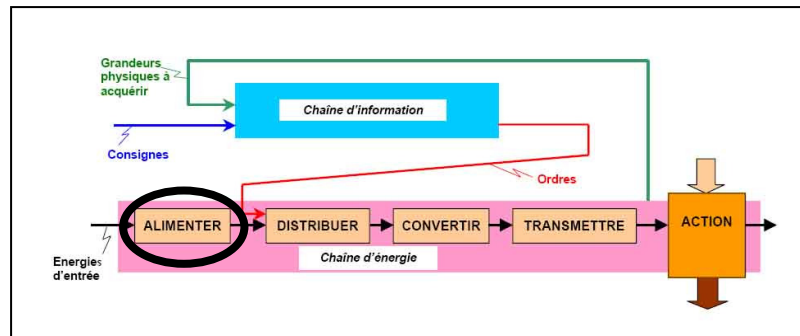 Grandeurs
physiques à
acquérir
Chaîne d'information
Consignes
Ordres
ALIMENTER
DISTRIBUER
CONVERTIR
TRANSMETTRE
ACTION
Energies
d'entrée
Chaîne d'énergie